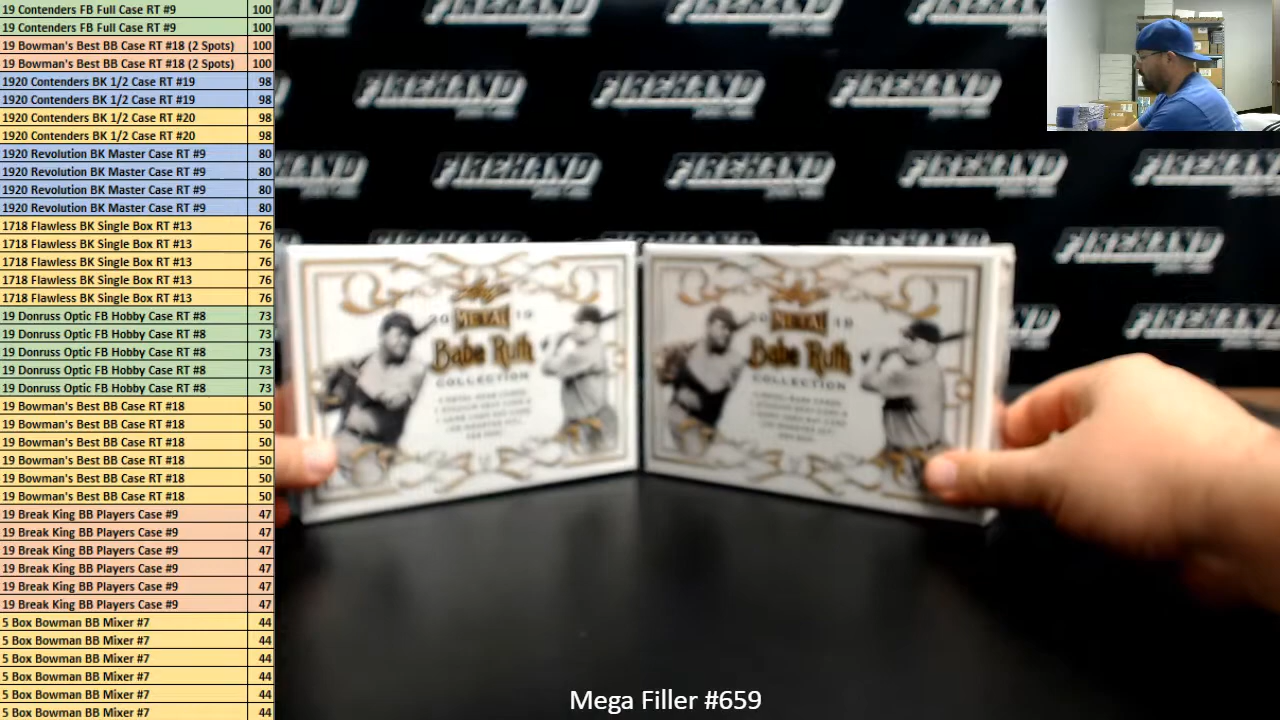 19 Contenders FB Full Case RT #9 100
19 Contenders FB Full Case RT #9 100
19 Bowman's Best BB Case RT #18 (2 Spots) 100
19 Bowman's Best BB Case RT #18 (2 Spots) 100
1920 Contenders BK 1/2 Case RT #19 98
1920 Contenders BK 1/2 Case RT #19 98
1920 Contenders BK 1/2 Case RT #20 98
1920 Contenders BK 1/2 Case RT #20 98
1920 Revolution BK Master Case RT #9 80
1920 Revolution BK Master Case RT #9 80
1920 Revolution BK Master Case RT #9 80
1920 Revolution BK Master Case RT #9 80
1718 Flawless BK Single Box RT #13 76
1718 Flawless BK Single Box RT #13 76
1718 Flawless BK Single Box RT #13 76
1718 Flawless BK Single Box RT #13 76
1718 Flawless BK Single Box RT #13 76
19 Donruss Optic FB Hobby Case RT #8 73
19 Donruss Optic FB Hobby Case RT #8 73
19 Donruss Optic FB Hobby Case RT #8 73
19 Donruss Optic FB Hobby Case RT #8 73
19 Donruss Optic FB Hobby Case RT #8 73
19 Bowman's Best BB Case RT #18 50
19 Bowman's Best BB Case RT #18 50
19 Bowman's Best BB Case RT #18 50
19 Bowman's Best BB Case RT #18 50
19 Bowman's Best BB Case RT #18 50
19 Bowman's Best BB Case RT #18 50
19 Break King BB Players Case #9 47
19 Break King BB Players Case #9 47
19 Break King BB Players Case #9 47
19 Break King BB Players Case #9 47
19 Break King BB Players Case #9 47
19 Break King BB Players Case #9 47
5 Box Bowman BB Mixer #7 44
5 Box Bowman BB Mixer #7 44
5 Box Bowman BB Mixer #7 44
5 Box Bowman BB Mixer #7 44
5 Box Bowman BB Mixer #7 44
5 Box Bowman BB Mixer #7 44
FIREHAND
FIREHAND FIREHAND FIREHAND
FIREHAND FIREHAND FIREHAND FIREHAND
FIREHAND
FIREHAND
METAL
Babe Ruth
COLLECTION
METAL
Babe Ruth
COLLECTION
Mega Filler #659